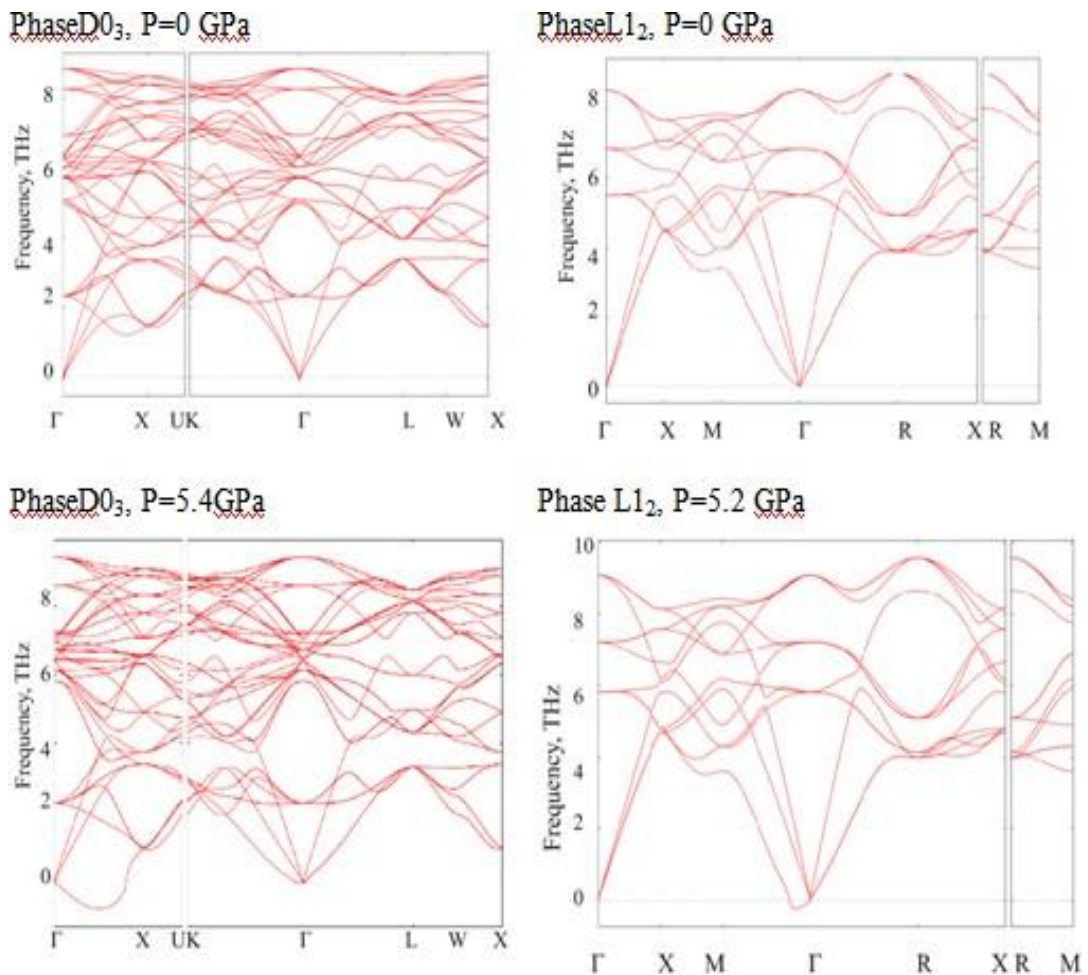 PhaseD0₃, P=0 GPa
Frequency, THz
8
6
4
2
0
Γ X UK Γ L W X
PhaseL1₂, P=0 GPa
Frequency, THz
8
6
4
2
0
Γ X M Γ R X R M
PhaseD0₃, P=5.4GPa
Frequency, THz
8
6
4
2
0
Γ X UK Γ L W X
Phase L1₂, P=5.2 GPa
Frequency, THz
10
8
6
4
2
0
Γ X M Γ R X R M